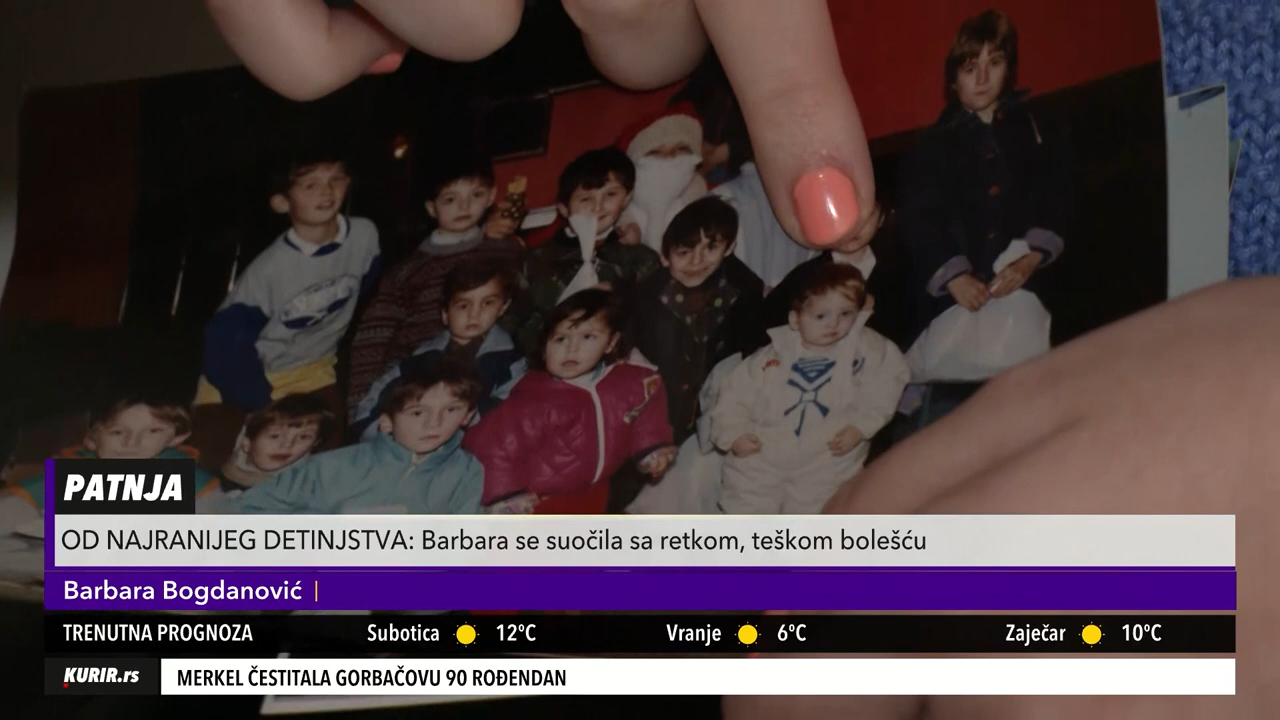 PATNJA
OD NAJRANIJEG DETINJSTVA: Barbara se suočila sa retkom, teškom bolešću
Barbara Bogdanović |
TRENUTNA PROGNOZA Subotica 12°C Vranje 6°C Zaječar 10°C
KURIR.rs MERKEL ČESTITALA GORBAČOVU 90 ROĐENDAN